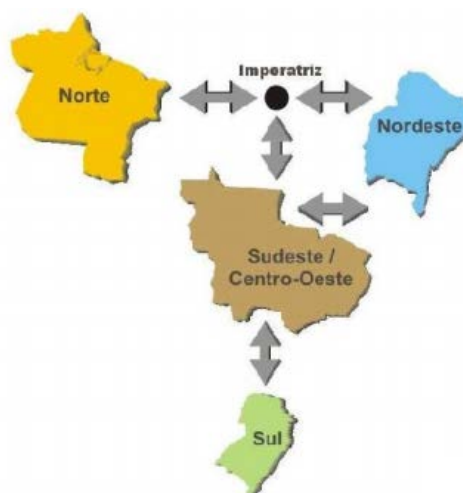 Imperatriz
Norte
Nordeste
Sudeste /
Centro-Oeste
Sul